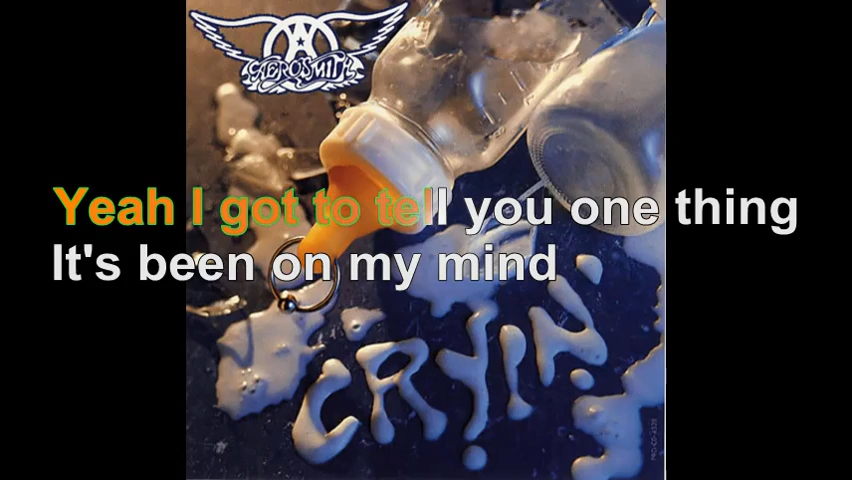 AEROSMITH
Yeah I got to tell you one thing
It's been on my mind
CRYIN'